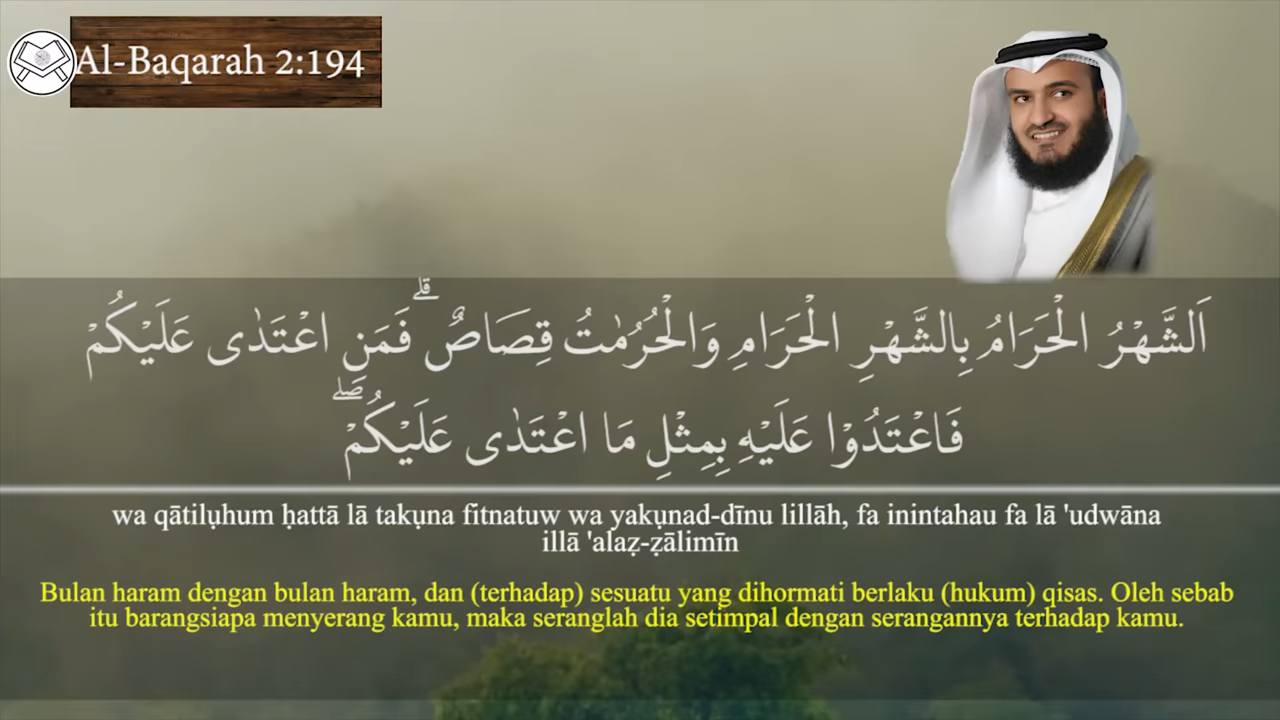 Al-Baqarah 2:194
اَلشَّهْرُ الْحَرَامُ بِالشَّهْرِ الْحَرَامِ وَالْحُرُمٰتُ قِصَاصٌۗ فَمَنِ اعْتَدٰى عَلَيْكُمْ
فَاعْتَدُوْا عَلَيْهِ بِمِثْلِ مَا اعْتَدٰى عَلَيْكُمْۖ
wa qātilụhum ḥattā lā takụna fitnatuw wa yakụnad-dīnu lillāh, fa inintahau fa lā 'udwāna
illā 'alaẓ-ẓālimīn
Bulan haram dengan bulan haram, dan (terhadap) sesuatu yang dihormati berlaku (hukum) qisas. Oleh sebab
itu barangsiapa menyerang kamu, maka seranglah dia setimpal dengan serangannya terhadap kamu.